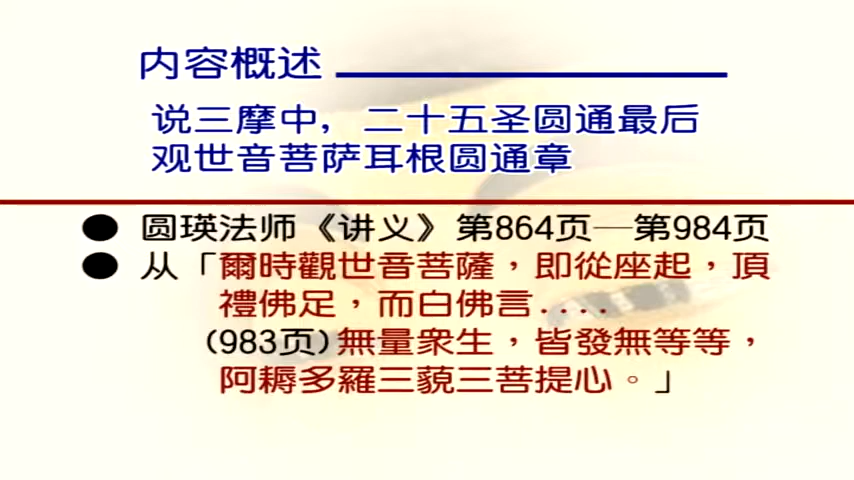 内容概述
说三摩中，二十五圣圆通最后
观世音菩萨耳根圆通章
● 圆瑛法师《讲义》第864页—第984页
● 从「爾時觀世音菩薩，即從座起，頂
禮佛足，而白佛言....
(983页)無量衆生，皆發無等等，
阿耨多羅三藐三菩提心。」